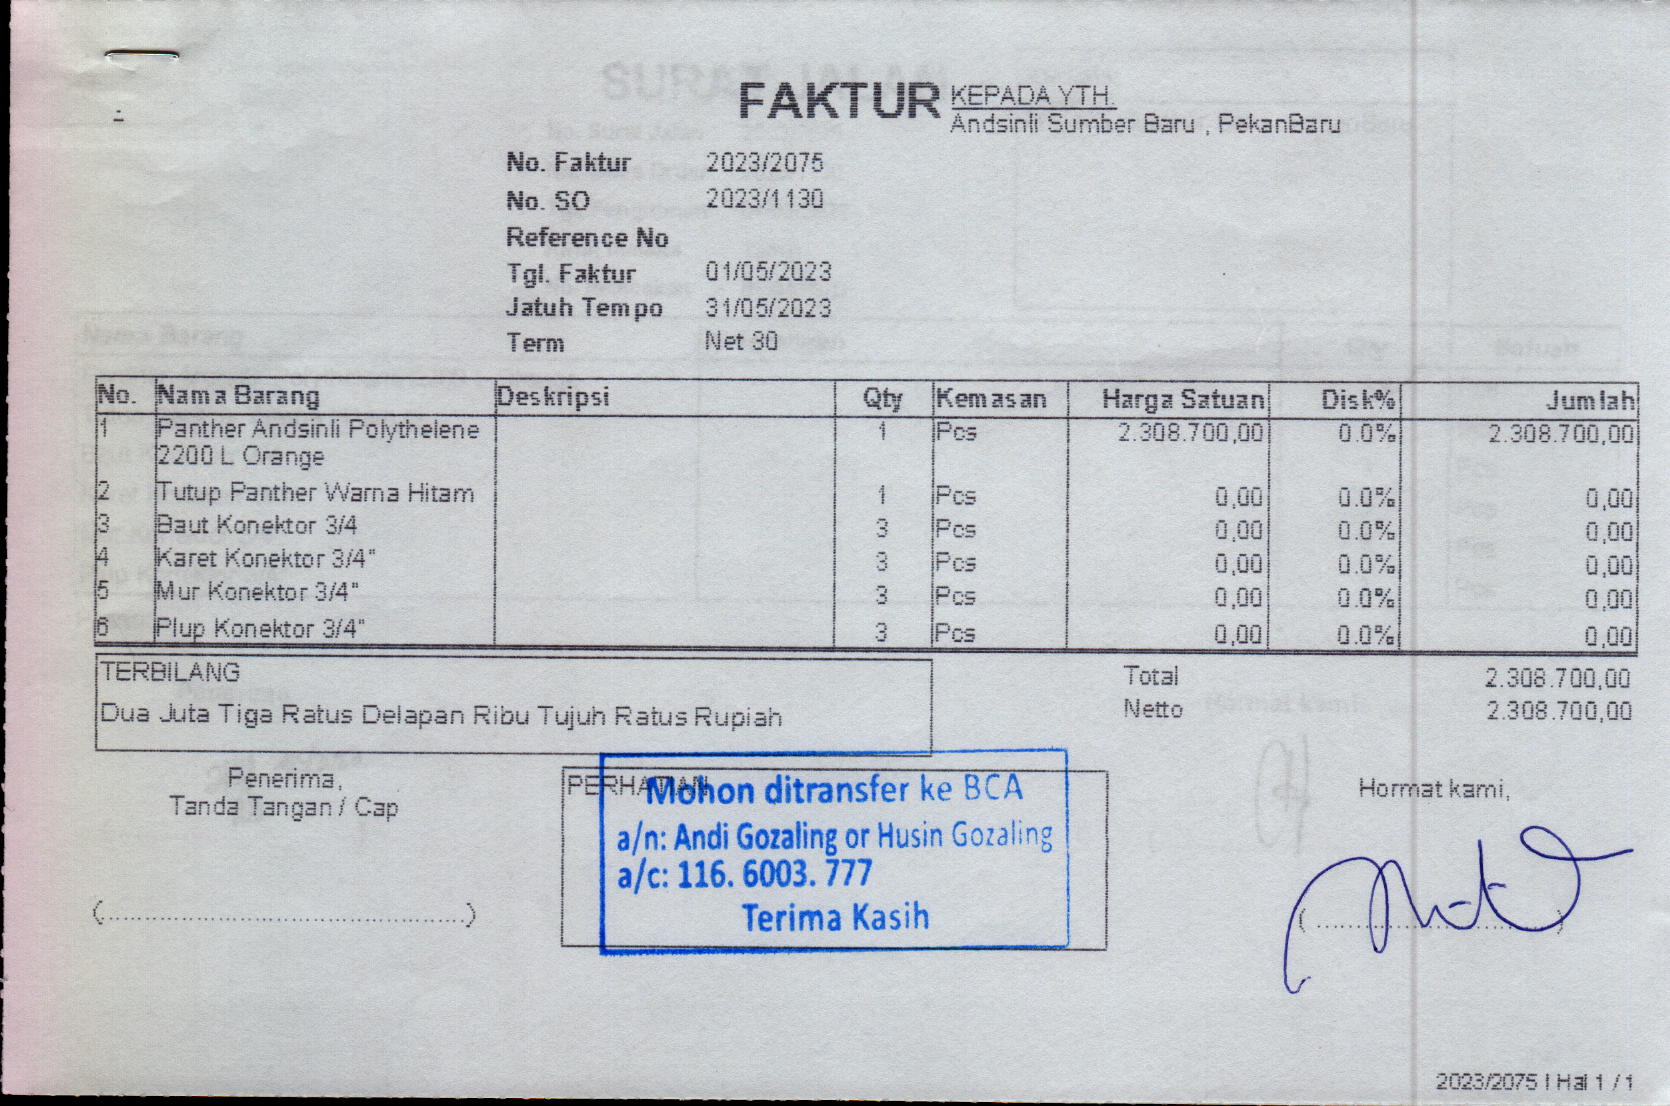 FAKTUR
KEPADA YTH.
Andsinli Sumber Baru , PekanBaru
No. Faktur 2023/2075
No. SO 2023/1130
Reference No
Tgl. Faktur 01/05/2023
Jatuh Tempo 31/05/2023
Term Net 30
No. Nama Barang Deskripsi Qty Kemasan Harga Satuan Disk% Jumlah
1 Panther Andsinli Polythelene 1 Pcs 2.308.700,00 0.0% 2.308.700,00
2200 L Orange
2 Tutup Panther Warna Hitam 1 Pcs 0,00 0.0% 0,00
3 Baut Konektor 3/4 3 Pcs 0,00 0.0% 0,00
4 Karet Konektor 3/4" 3 Pcs 0,00 0.0% 0,00
5 Mur Konektor 3/4" 3 Pcs 0,00 0.0% 0,00
6 Plup Konektor 3/4" 3 Pcs 0,00 0.0% 0,00
TERBILANG
Dua Juta Tiga Ratus Delapan Ribu Tujuh Ratus Rupiah
Total 2.308.700,00
Netto 2.308.700,00
Penerima,
Tanda Tangan / Cap
(........................................)
PERHATIAN
Mohon ditransfer ke BCA
a/n: Andi Gozaling or Husin Gozaling
a/c: 116. 6003. 777
Terima Kasih
Hormat kami,
(............................)
2023/2075 | Hal 1 / 1